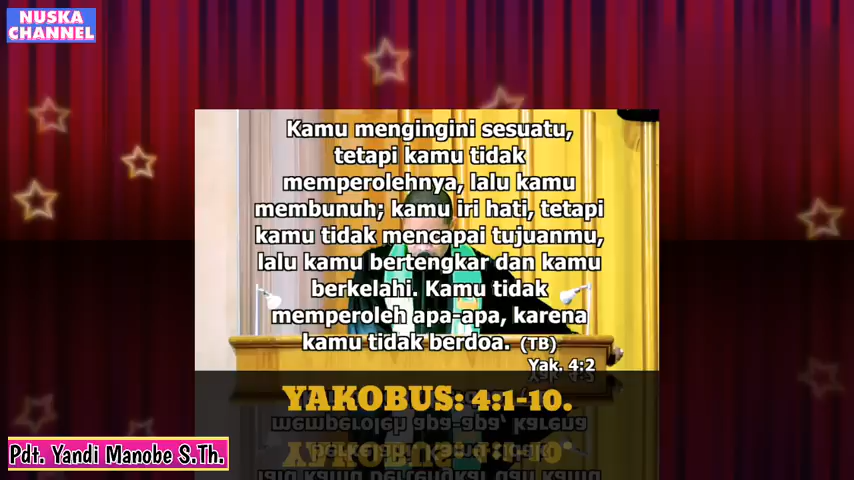 NUSKA
CHANNEL
Kamu mengingini sesuatu,
tetapi kamu tidak
memperolehnya, lalu kamu
membunuh; kamu iri hati, tetapi
kamu tidak mencapai tujuanmu,
lalu kamu bertengkar dan kamu
berkelahi. Kamu tidak
memperoleh apa-apa, karena
kamu tidak berdoa. (TB)
Yak. 4:2
YAKOBUS: 4:1-10.
Pdt. Yandi Manobe S.Th.